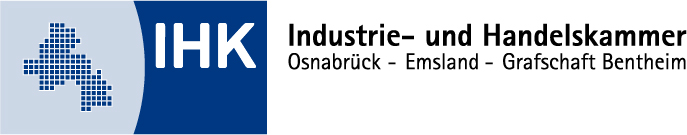 IHK
Industrie- und Handelskammer
Osnabrück - Emsland - Grafschaft Bentheim